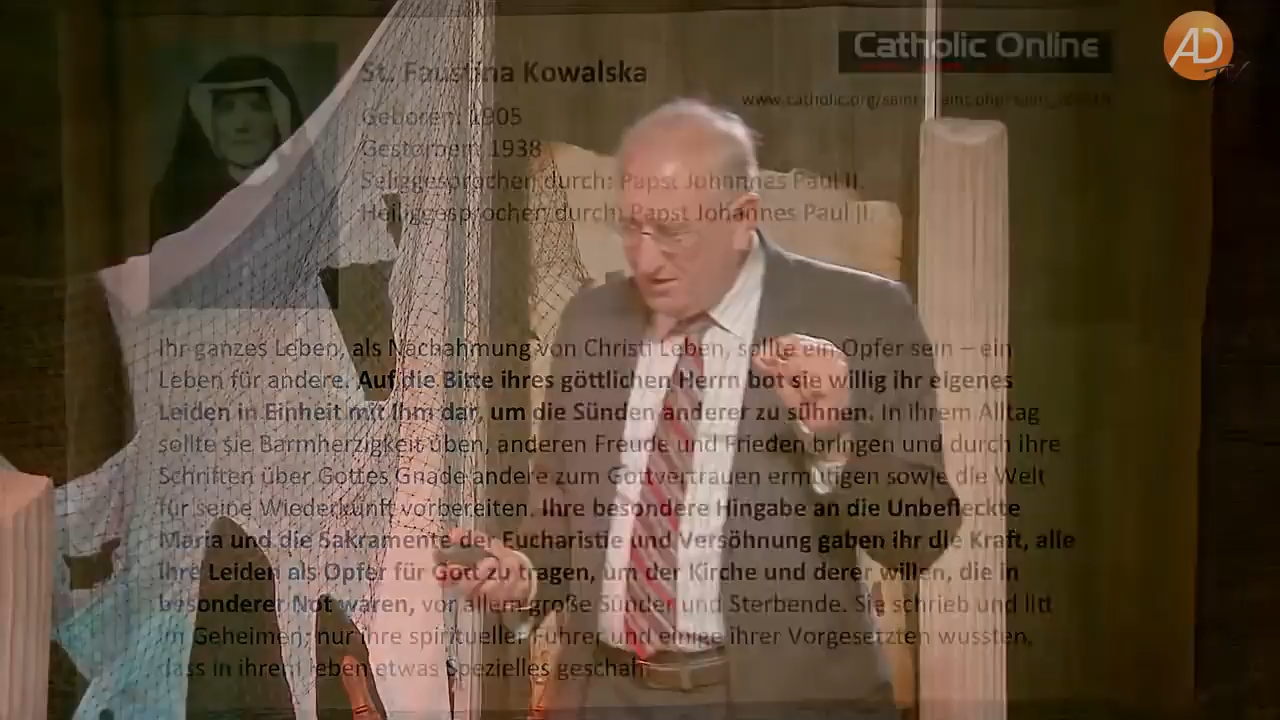 Catholic Online
AD
TV
St. Faustina Kowalska
www.catholic.org/saint
Geboren: 1905
Gestorben: 1938
Seliggesprochen durch: Papst Johannes Paul II.
Heiliggesprochen durch: Papst Johannes Paul II.
Ihr ganzes Leben, als Nachahmung von Christi Leben, sollte ein Opfer sein – ein
Leben für andere. Auf die Bitte ihres göttlichen Herrn bot sie willig ihr eigenes
Leiden in Einheit mit Ihm dar, um die Sünden anderer zu sühnen. In ihrem Alltag
sollte sie Barmherzigkeit üben, anderen Freude und Frieden bringen und durch ihre
Schriften über Gottes Gnade andere zum Gottvertrauen ermutigen sowie die Welt
für seine Wiederkunft vorbereiten. Ihre besondere Hingabe an die Unbefleckte
Maria und die Sakramente der Eucharistie und Versöhnung gaben ihr die Kraft, alle
ihre Leiden als Opfer für Gott zu tragen, um der Kirche und derer willen, die in
besonderer Not waren, vor allem große Sünder und Sterbende. Sie schrieb und litt
im Geheimen; nur ihre spiritueller Führer und einige ihrer Vorgesetzten wussten,
dass in ihrem Leben etwas Spezielles geschah.